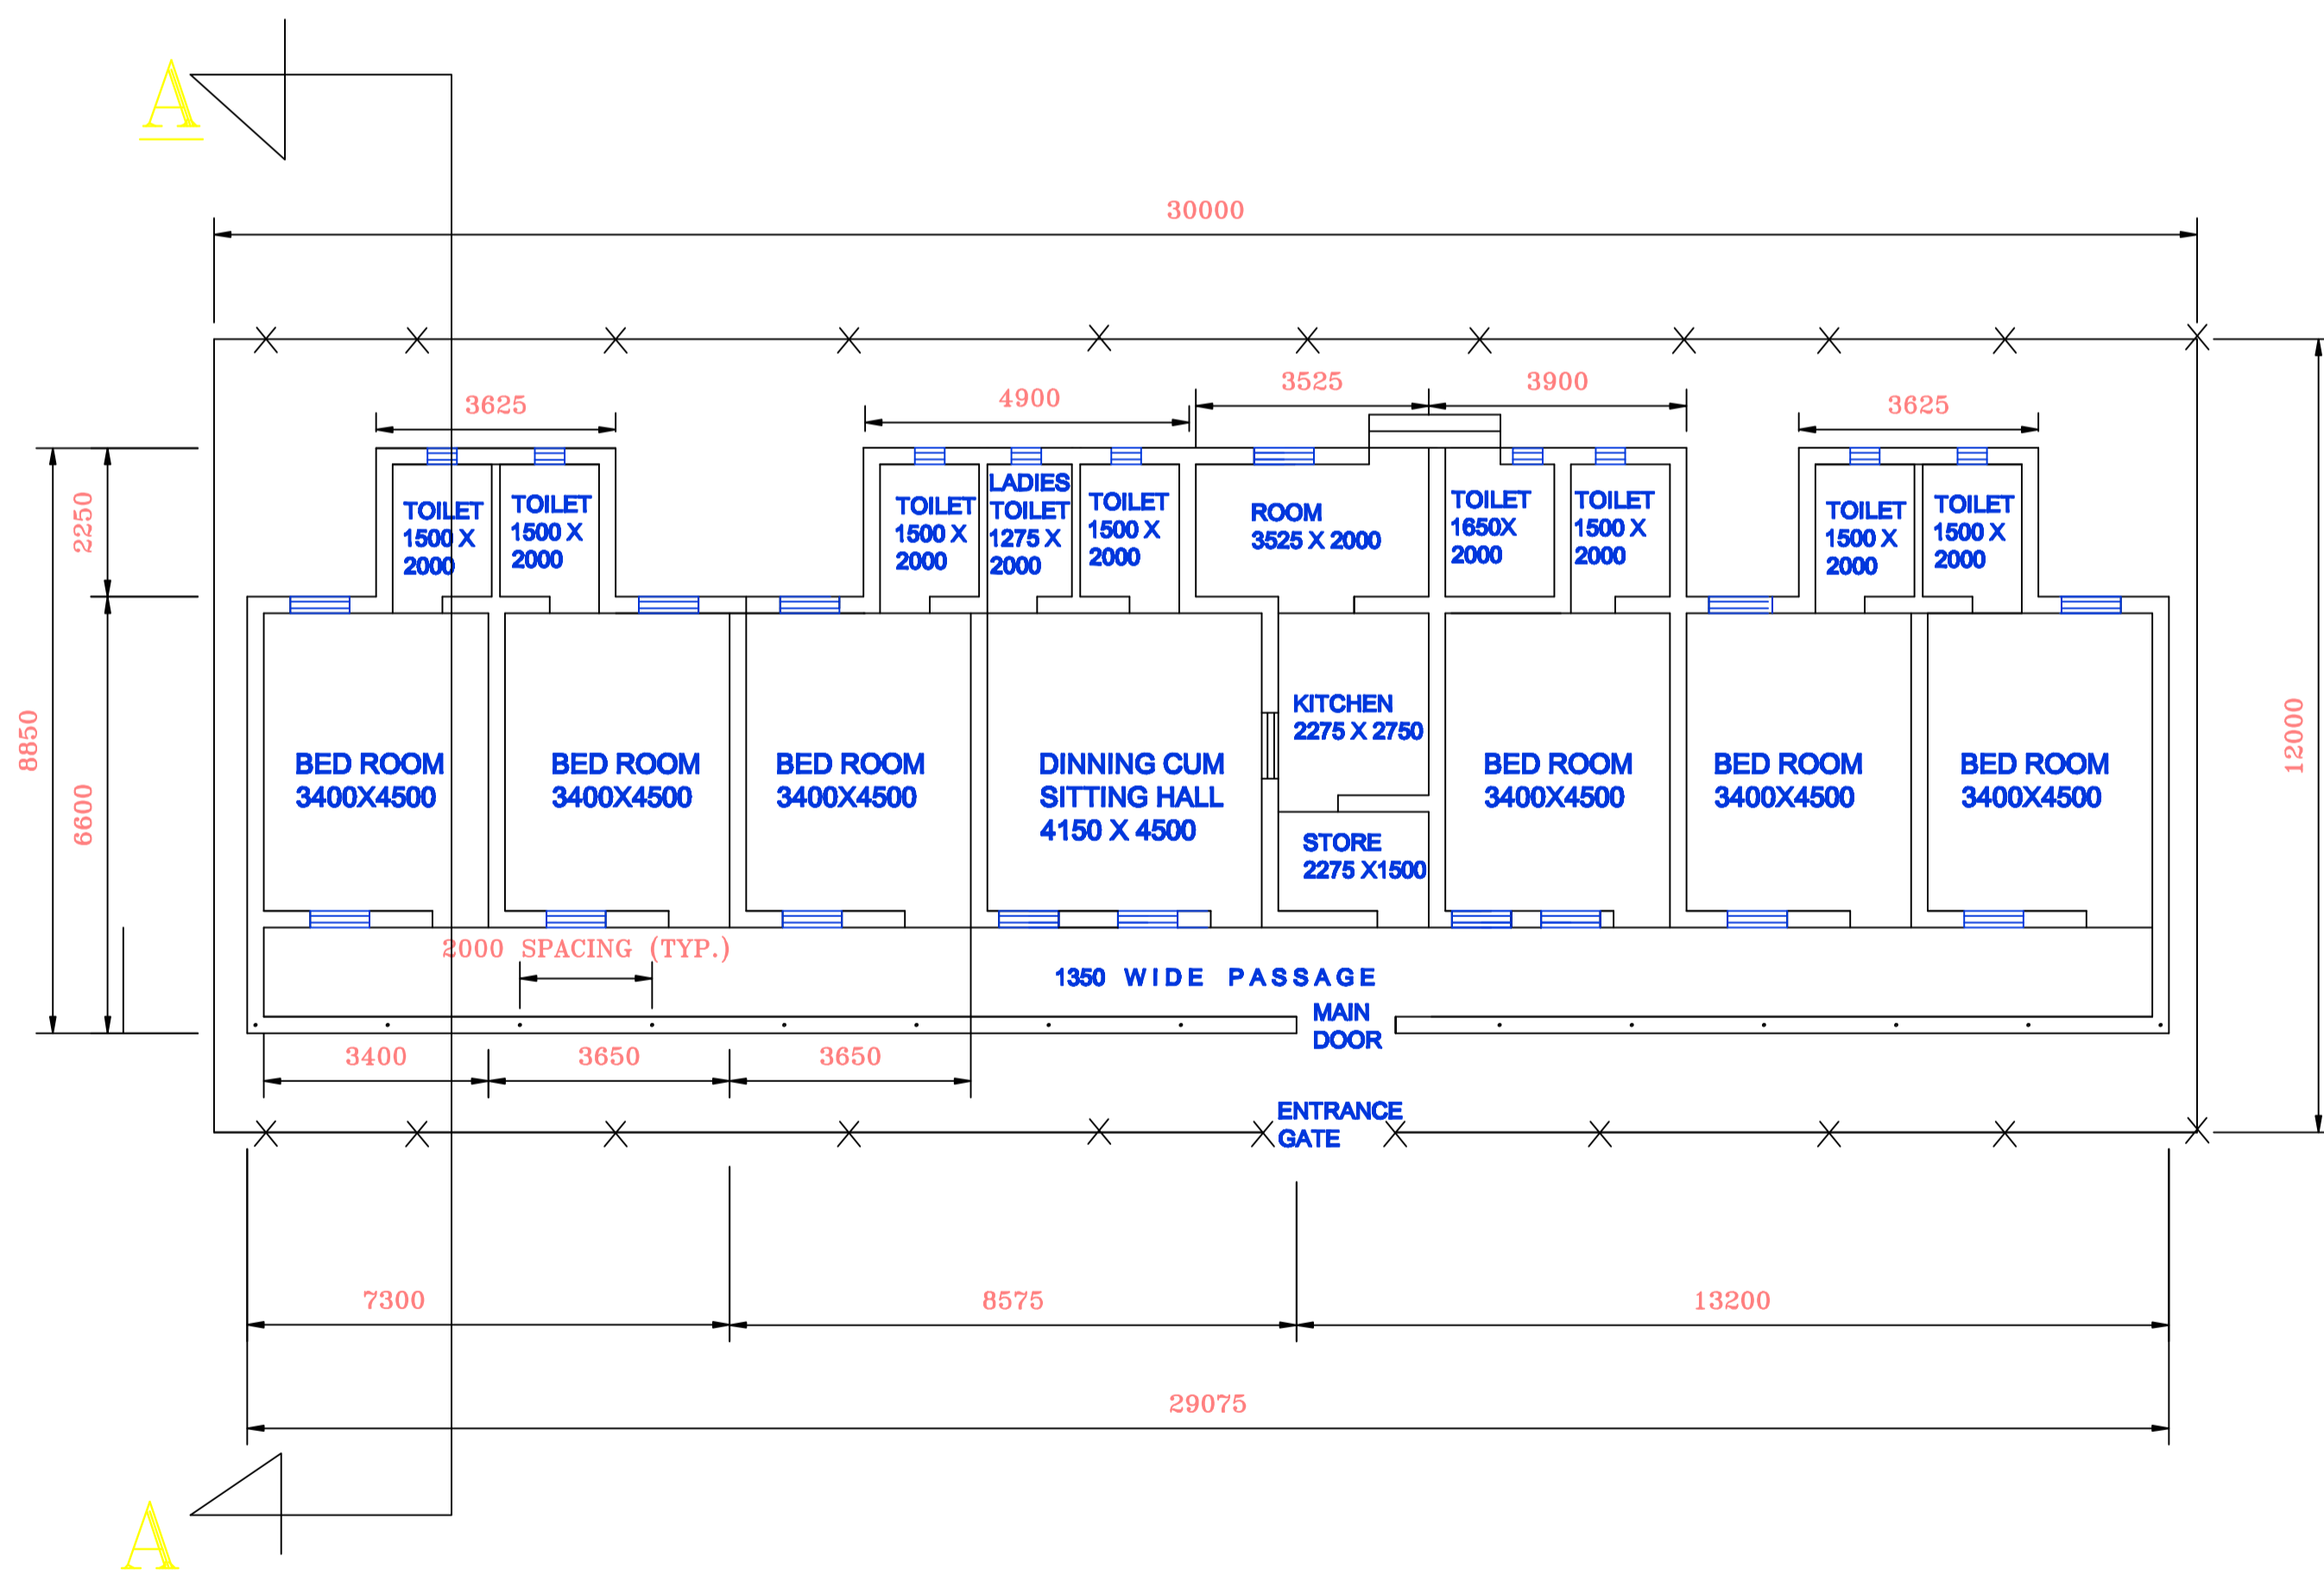 A
30000
3625
4900
3525
3900
3625
2250
8850
6600
12000
TOILET
1500 X
2000
TOILET
1500 X
2000
TOILET
1500 X
2000
LADIES
TOILET
1275 X
2000
TOILET
1500 X
2000
ROOM
3525 X 2000
TOILET
1650X
2000
TOILET
1500 X
2000
TOILET
1500 X
2000
TOILET
1500 X
2000
BED ROOM
3400X4500
BED ROOM
3400X4500
BED ROOM
3400X4500
DINNING CUM
SITTING HALL
4150 X 4500
KITCHEN
2275 X 2750
STORE
2275 X1500
BED ROOM
3400X4500
BED ROOM
3400X4500
BED ROOM
3400X4500
2000 SPACING (TYP.)
1350 WIDE PASSAGE
MAIN
DOOR
3400
3650
3650
ENTRANCE
GATE
7300
8575
13200
29075
A